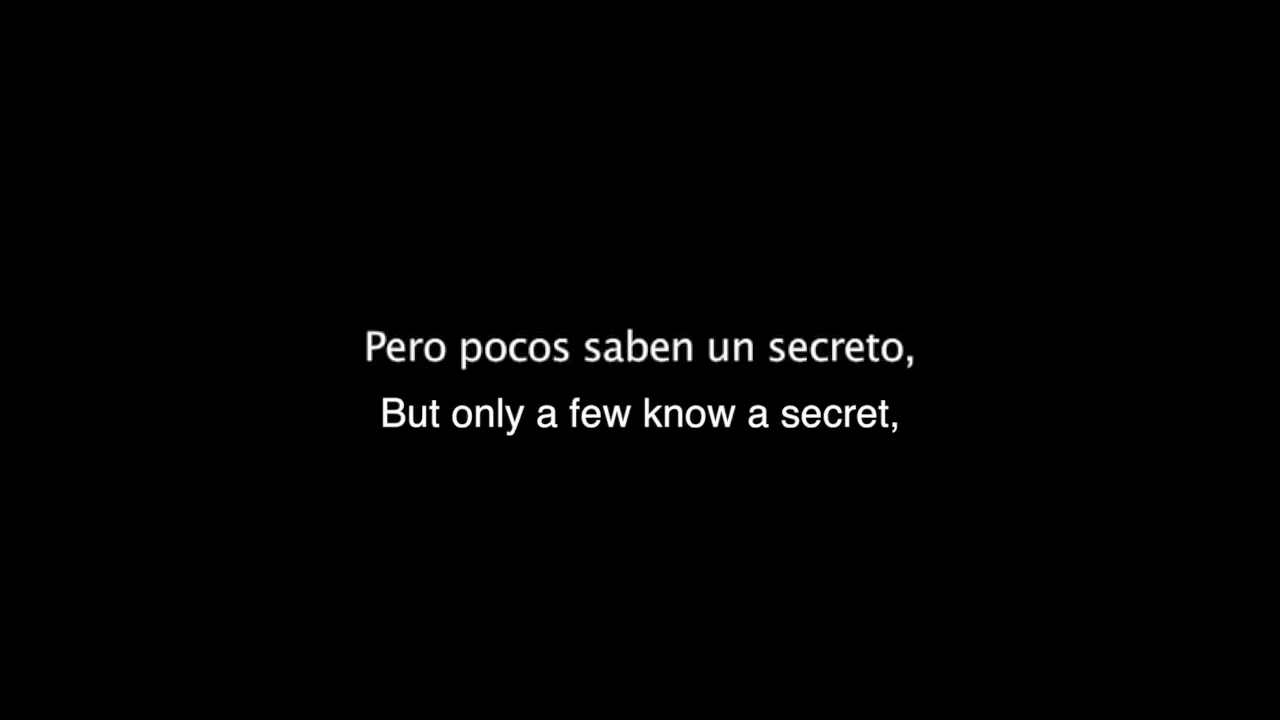 Pero pocos saben un secreto,
But only a few know a secret,